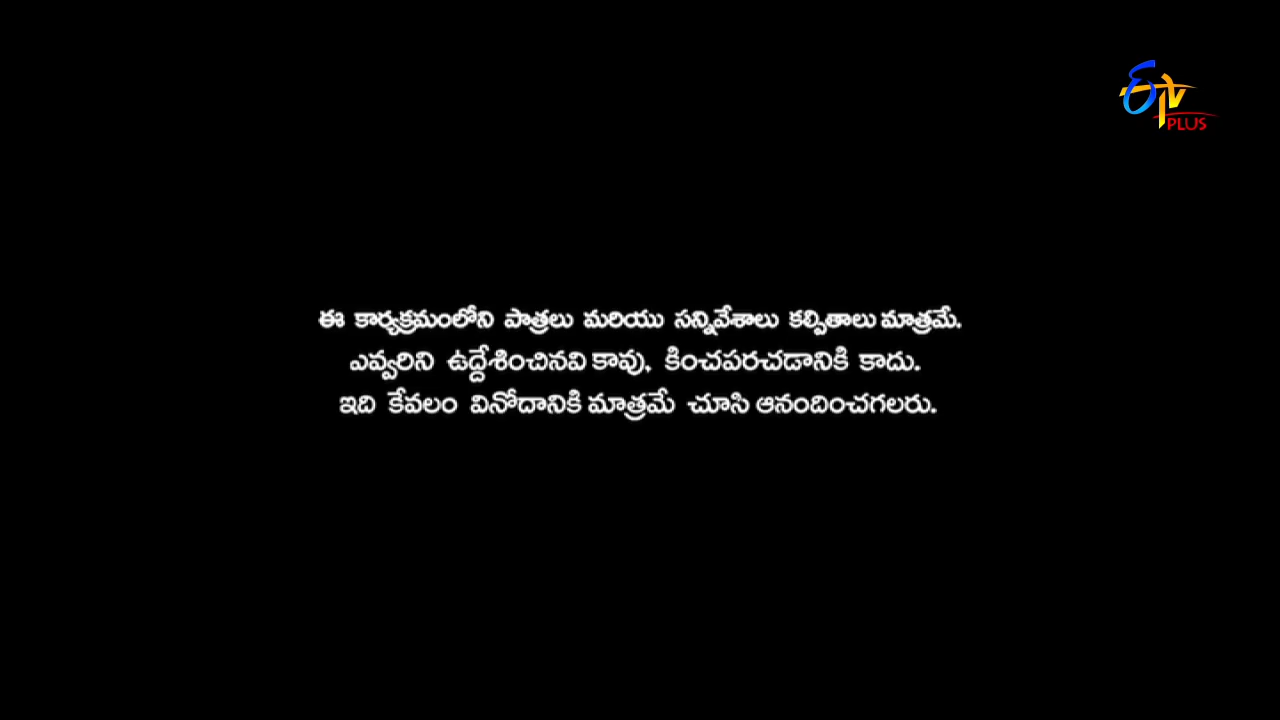 ETV
PLUS
ఈ కార్యక్రమంలోని పాత్రలు మరియు సన్నివేశాలు కల్పితాలు మాత్రమే.
ఎవ్వరిని ఉద్దేశించినవి కావు, కించపరచడానికి కాదు.
ఇది కేవలం వినోదానికి మాత్రమే చూసి ఆనందించగలరు.